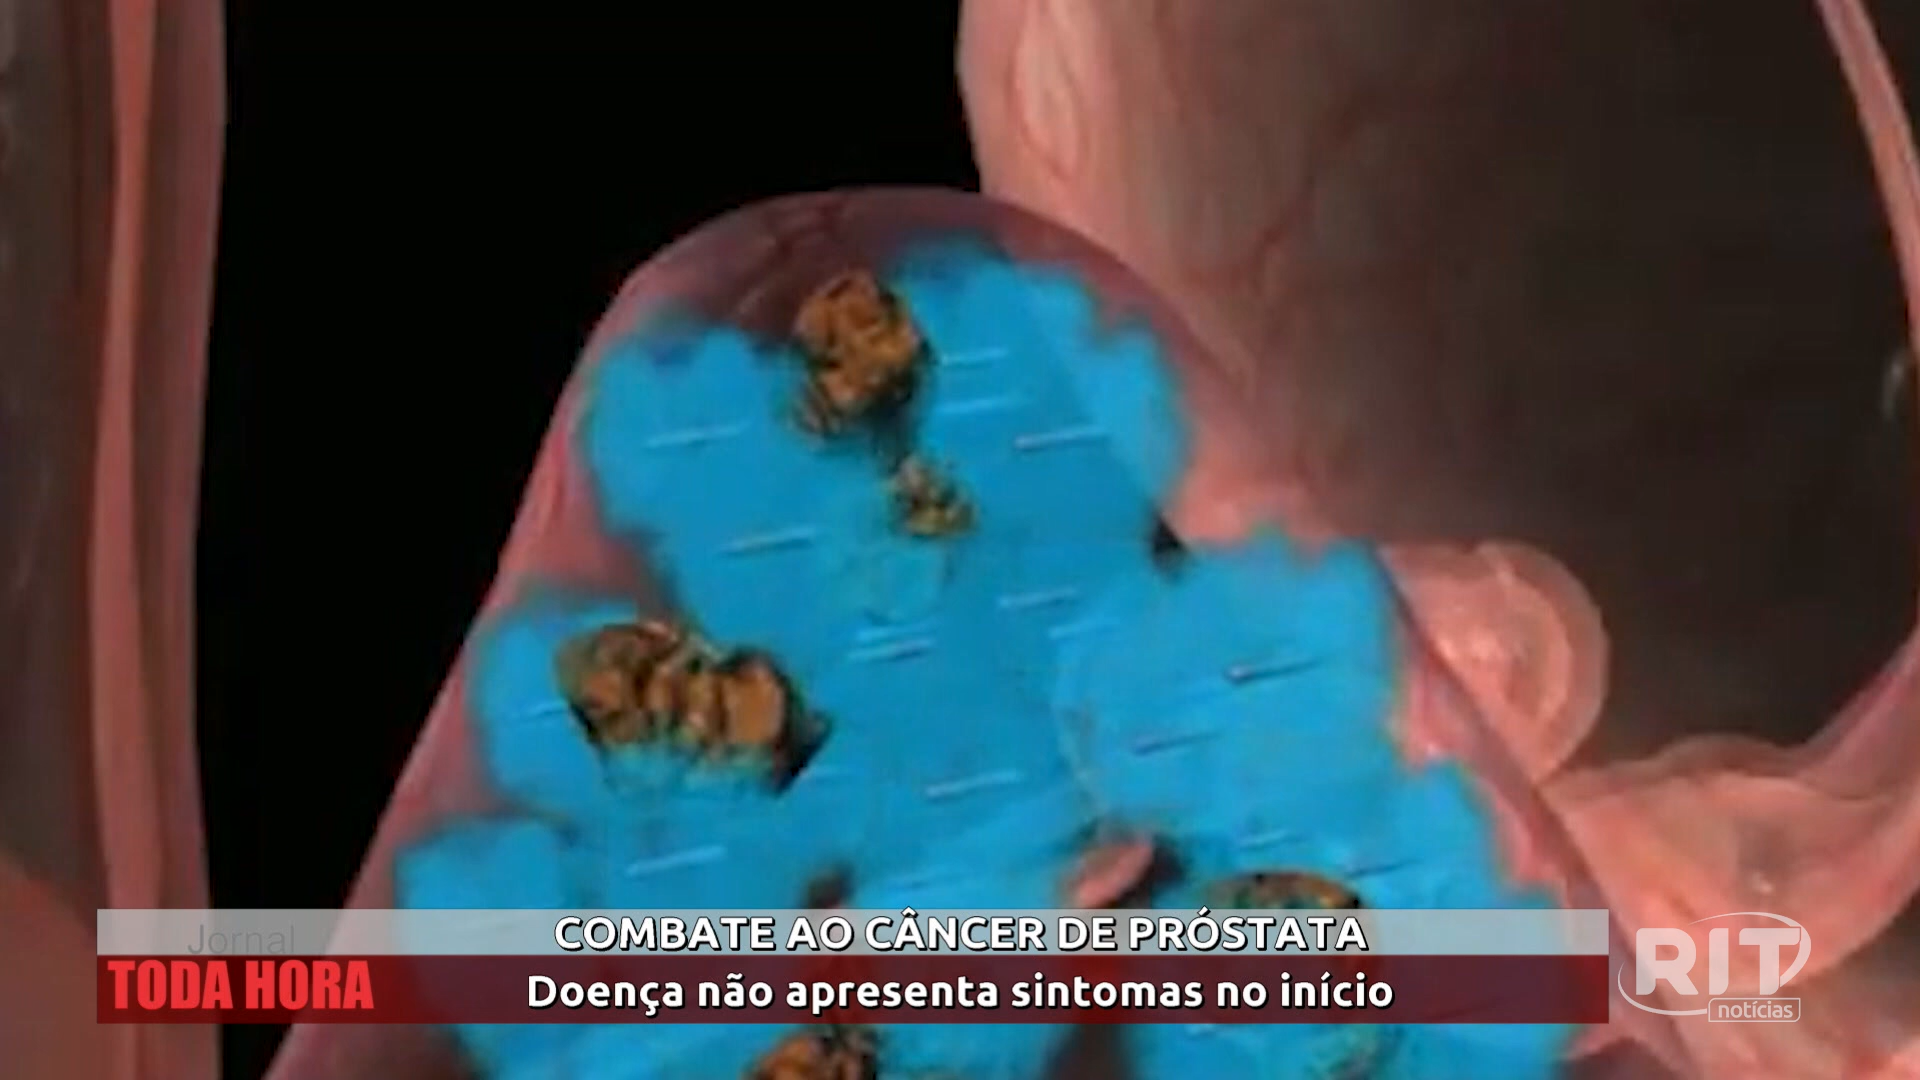 COMBATE AO CÂNCER DE PRÓSTATA
Jornal
TODA HORA
Doença não apresenta sintomas no início
RIT
notícias